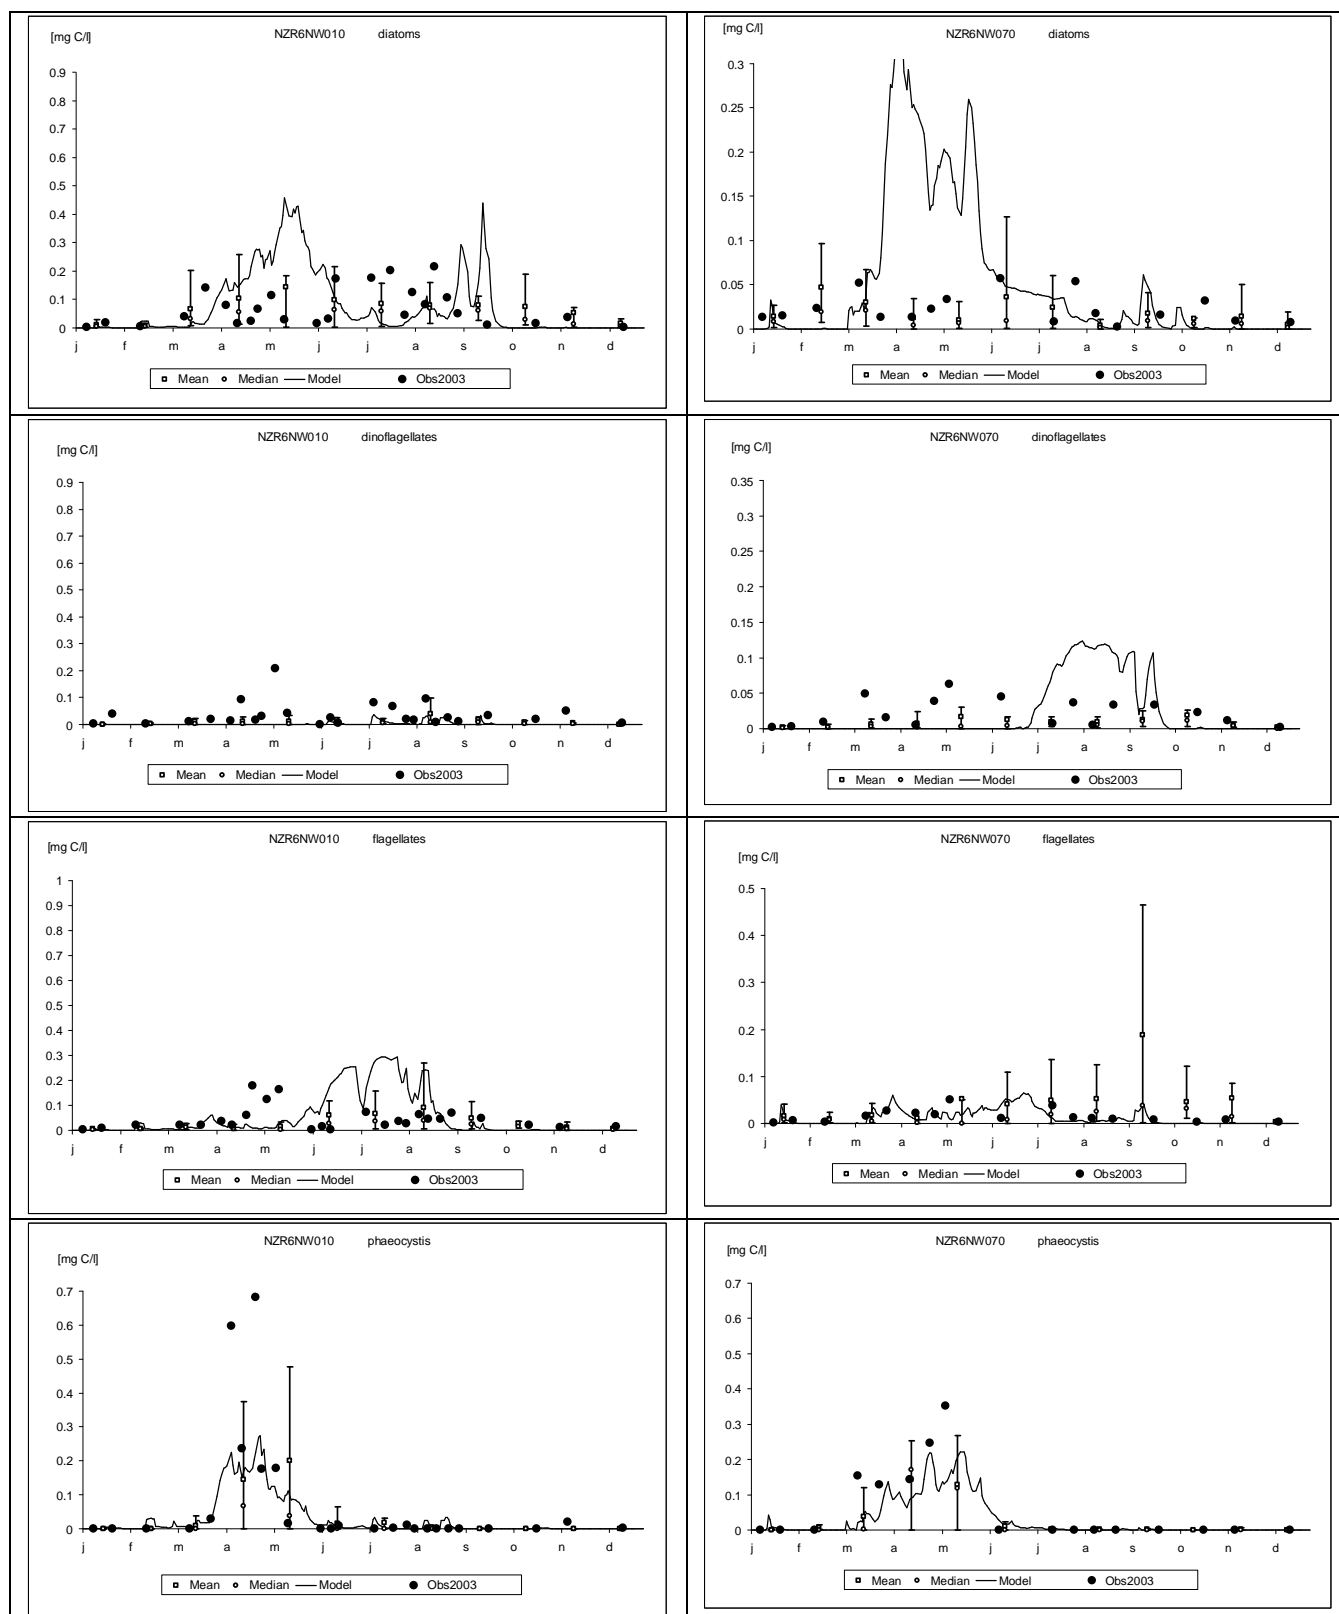 NZR6NW010 diatoms
[mg C/l]
0.9
0.8
0.7
0.6
0.5
0.4
0.3
0.2
0.1
0
j f m a m j j a s o n d
Mean Median Model Obs2003
NZR6NW070 diatoms
[mg C/l]
0.3
0.25
0.2
0.15
0.1
0.05
0
j f m a m j j a s o n d
Mean Median Model Obs2003
NZR6NW010 dinoflagellates
[mg C/l]
0.9
0.8
0.7
0.6
0.5
0.4
0.3
0.2
0.1
0
j f m a m j j a s o n d
Mean Median Model Obs2003
NZR6NW070 dinoflagellates
[mg C/l]
0.35
0.3
0.25
0.2
0.15
0.1
0.05
0
j f m a m j j a s o n d
Mean Median Model Obs2003
NZR6NW010 flagellates
[mg C/l]
1
0.9
0.8
0.7
0.6
0.5
0.4
0.3
0.2
0.1
0
j f m a m j j a s o n d
Mean Median Model Obs2003
NZR6NW070 flagellates
[mg C/l]
0.5
0.4
0.3
0.2
0.1
0
j f m a m j j a s o n d
Mean Median Model Obs2003
NZR6NW010 phaeocystis
[mg C/l]
0.7
0.6
0.5
0.4
0.3
0.2
0.1
0
j f m a m j j a s o n d
Mean Median Model Obs2003
NZR6NW070 phaeocystis
[mg C/l]
0.7
0.6
0.5
0.4
0.3
0.2
0.1
0
j f m a m j j a s o n d
Mean Median Model Obs2003